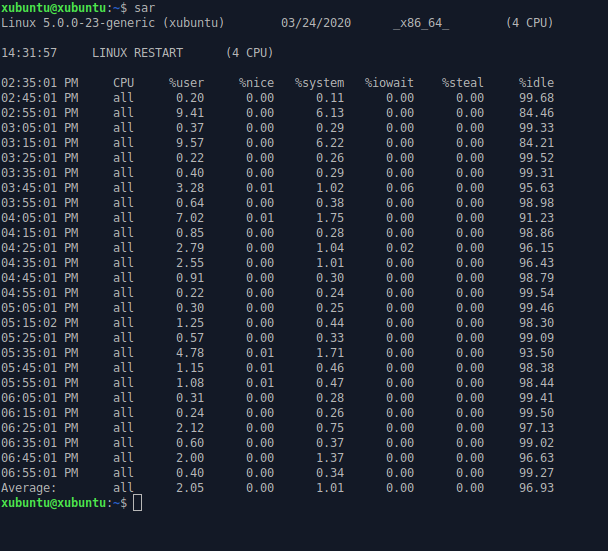 xubuntu@xubuntu:~$ sar
Linux 5.0.0-23-generic (xubuntu)        03/24/2020      _x86_64_        (4 CPU)
14:31:57     LINUX RESTART      (4 CPU)
02:35:01 PM     CPU     %user     %nice   %system   %iowait    %steal     %idle
02:45:01 PM     all      0.20      0.00      0.11      0.00      0.00     99.68
02:55:01 PM     all      9.41      0.00      6.13      0.00      0.00     84.46
03:05:01 PM     all      0.37      0.00      0.29      0.00      0.00     99.33
03:15:01 PM     all      9.57      0.00      6.22      0.00      0.00     84.21
03:25:01 PM     all      0.22      0.00      0.26      0.00      0.00     99.52
03:35:01 PM     all      0.40      0.00      0.29      0.00      0.00     99.31
03:45:01 PM     all      3.28      0.01      1.02      0.06      0.00     95.63
03:55:01 PM     all      0.64      0.00      0.38      0.00      0.00     98.98
04:05:01 PM     all      7.02      0.01      1.75      0.00      0.00     91.23
04:15:01 PM     all      0.85      0.00      0.28      0.00      0.00     98.86
04:25:01 PM     all      2.79      0.00      1.04      0.02      0.00     96.15
04:35:01 PM     all      2.55      0.00      1.01      0.00      0.00     96.43
04:45:01 PM     all      0.91      0.00      0.30      0.00      0.00     98.79
04:55:01 PM     all      0.22      0.00      0.24      0.00      0.00     99.54
05:05:01 PM     all      0.30      0.00      0.25      0.00      0.00     99.46
05:15:02 PM     all      1.25      0.00      0.44      0.00      0.00     98.30
05:25:01 PM     all      0.57      0.00      0.33      0.00      0.00     99.09
05:35:01 PM     all      4.78      0.01      1.71      0.00      0.00     93.50
05:45:01 PM     all      1.15      0.00      0.46      0.00      0.00     98.38
05:55:01 PM     all      1.08      0.01      0.47      0.00      0.00     98.44
06:05:01 PM     all      0.31      0.00      0.28      0.00      0.00     99.41
06:15:01 PM     all      0.24      0.00      0.26      0.00      0.00     99.50
06:25:01 PM     all      2.12      0.00      0.75      0.00      0.00     97.13
06:35:01 PM     all      0.60      0.00      0.37      0.00      0.00     99.02
06:45:01 PM     all      2.00      0.00      1.37      0.00      0.00     96.63
06:55:01 PM     all      0.40      0.00      0.34      0.00      0.00     99.27
Average:        all      2.05      0.00      1.01      0.00      0.00     96.93
xubuntu@xubuntu:~$